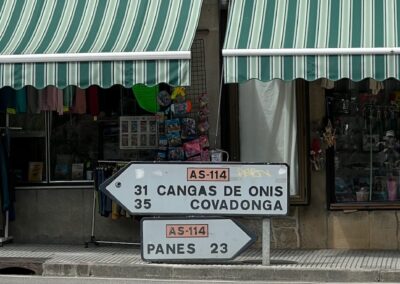 AS-114
31 CANGAS DE ONIS
35 COVADONGA
AS-114
PANES 23